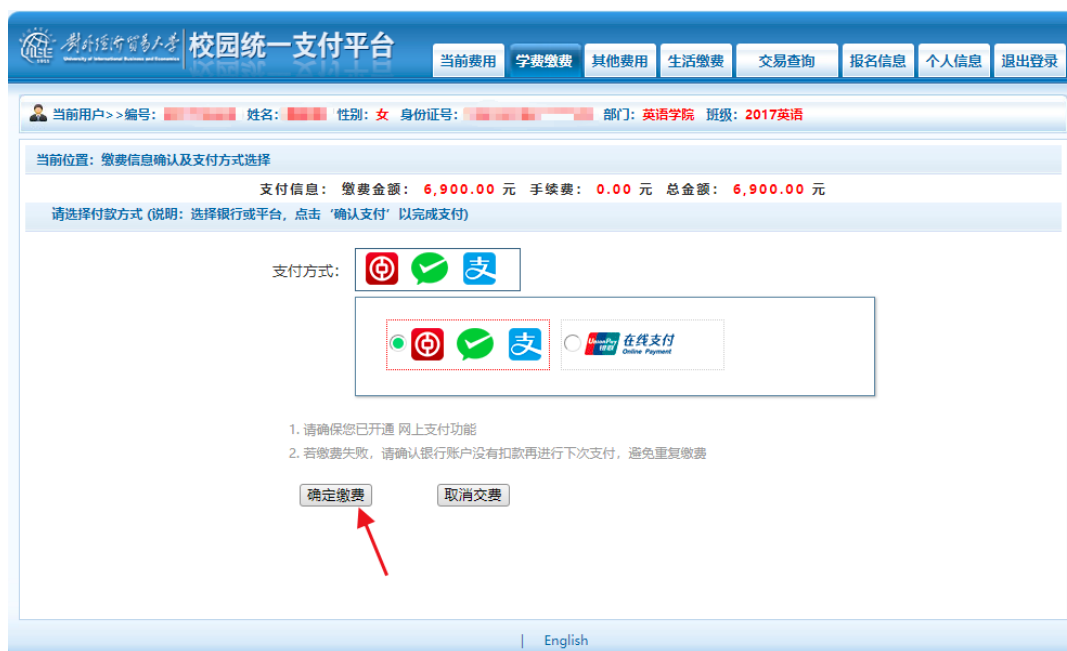 对外经济贸易大学 校园统一支付平台
University of International Business and Economics
当前费用 学费缴费 其他费用 生活缴费 交易查询 报名信息 个人信息 退出登录
当前用户>>编号: 姓名: 性别: 女 身份证号: 部门: 英语学院 班级: 2017英语
当前位置: 缴费信息确认及支付方式选择
支付信息: 缴费金额: 6,900.00 元 手续费: 0.00 元 总金额: 6,900.00 元
请选择付款方式 (说明: 选择银行或平台, 点击 '确认支付' 以完成支付)
支付方式: 支
支 UnionPay 银联 在线支付
Online Payment
1. 请确保您已开通 网上支付功能
2. 若缴费失败, 请确认银行账户没有扣款再进行下次支付, 避免重复缴费
确定缴费 取消交费
| English